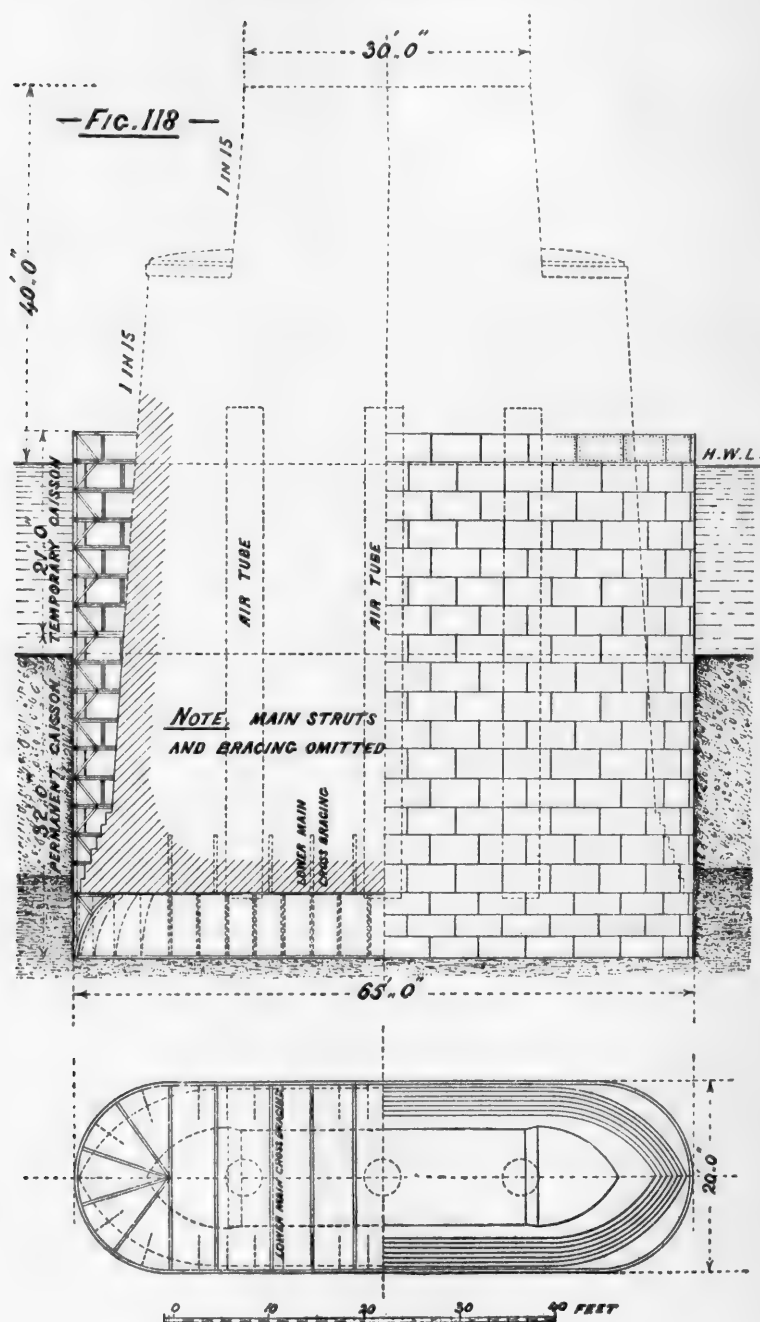 30'.0"
— FIG. 118 —
1 IN 15
40'.0"
1 IN 15
H.W.L.
21'.0"
TEMPORARY CAISSON
AIR TUBE
AIR TUBE
NOTE, MAIN STRUTS
AND BRACING OMITTED
32'.0"
PERMANENT CAISSON
LOWER MAIN
CROSS BRACING
65'.0"
LOWER MAIN CROSS BRACING
20'.0"
0 10 20 30 40 FEET